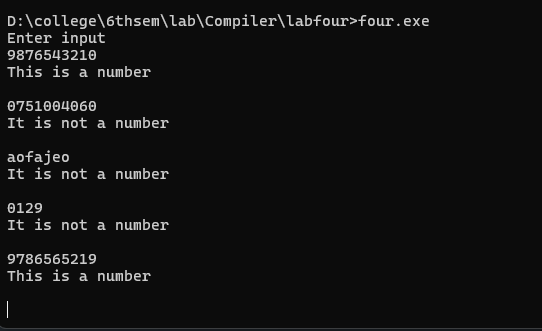 D:\college\6thsem\lab\Compiler\labfour>four.exe
Enter input
9876543210
This is a number
0751004060
It is not a number
aofajeo
It is not a number
0129
It is not a number
9786565219
This is a number